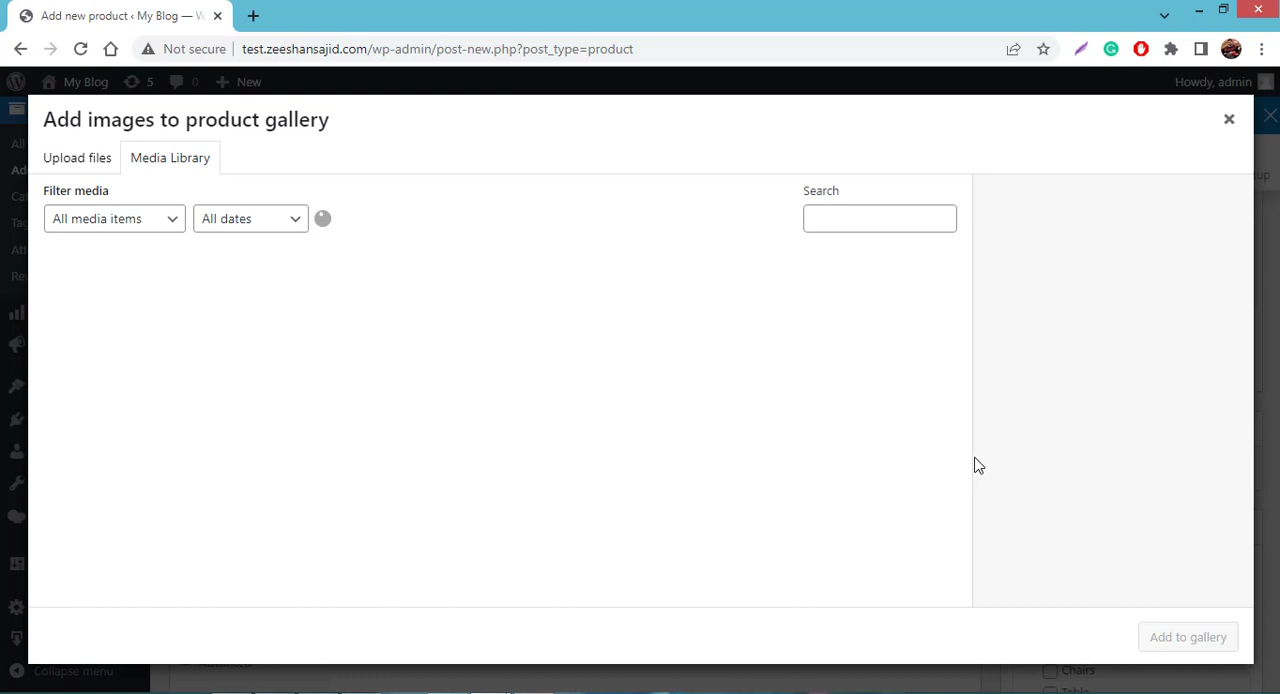 Add new product ‹ My Blog — W
Not secure
test.zeeshansajid.com/wp-admin/post-new.php?post_type=product
My Blog 5 0 New
Howdy, admin
Add images to product gallery
Upload files
Media Library
Filter media
Search
All media items
All dates
Add to gallery
Collapse menu
Chairs